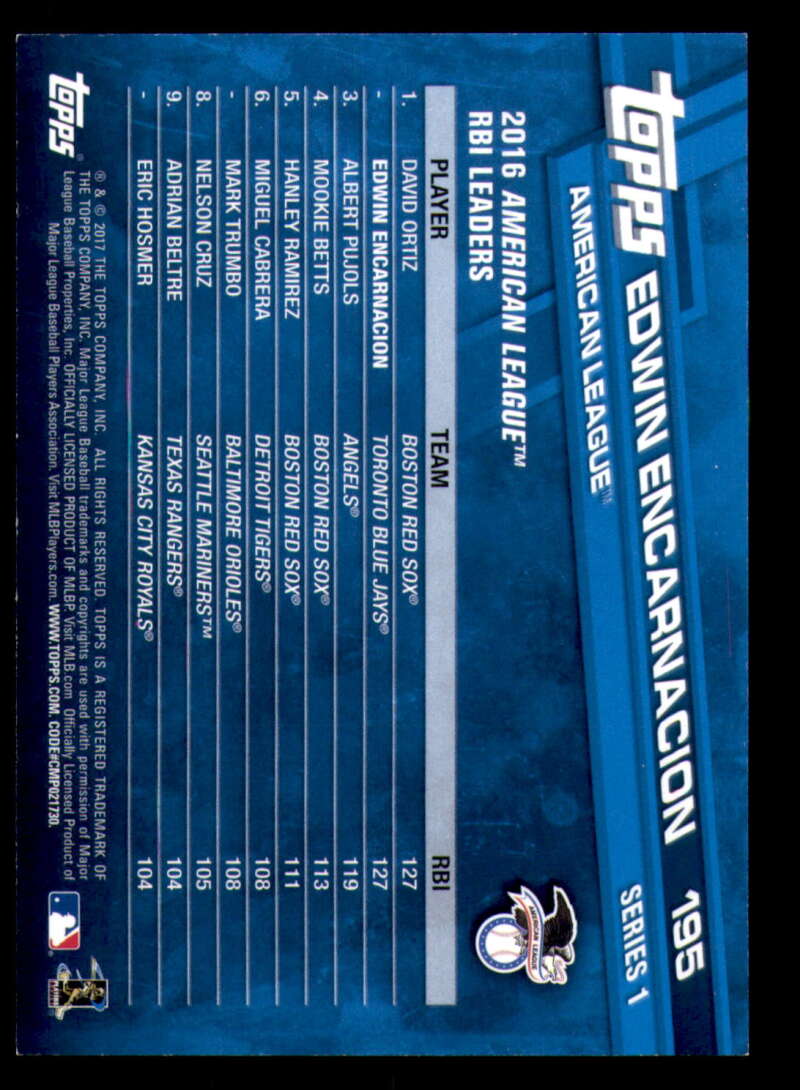 TOPPS EDWIN ENCARNACION 195
AMERICAN LEAGUE™ SERIES 1
2016 AMERICAN LEAGUE™
RBI LEADERS
AMERICAN LEAGUE
PLAYER TEAM RBI
1. DAVID ORTIZ BOSTON RED SOX® 127
- EDWIN ENCARNACION TORONTO BLUE JAYS® 127
3. ALBERT PUJOLS ANGELS® 119
4. MOOKIE BETTS BOSTON RED SOX® 113
5. HANLEY RAMIREZ BOSTON RED SOX® 111
6. MIGUEL CABRERA DETROIT TIGERS® 108
- MARK TRUMBO BALTIMORE ORIOLES® 108
8. NELSON CRUZ SEATTLE MARINERS™ 105
9. ADRIAN BELTRE TEXAS RANGERS® 104
- ERIC HOSMER KANSAS CITY ROYALS® 104
TOPPS®
® & © 2017 THE TOPPS COMPANY, INC. ALL RIGHTS RESERVED. TOPPS IS A REGISTERED TRADEMARK OF
THE TOPPS COMPANY, INC. Major League Baseball trademarks and copyrights are used with permission of Major
League Baseball Properties, Inc. OFFICIALLY LICENSED PRODUCT OF MLBP. Visit MLB.com Officially Licensed Product of
Major League Baseball Players Association. Visit MLBPlayers.com. WWW.TOPPS.COM. CODE#CMP021730.
PLAYERS